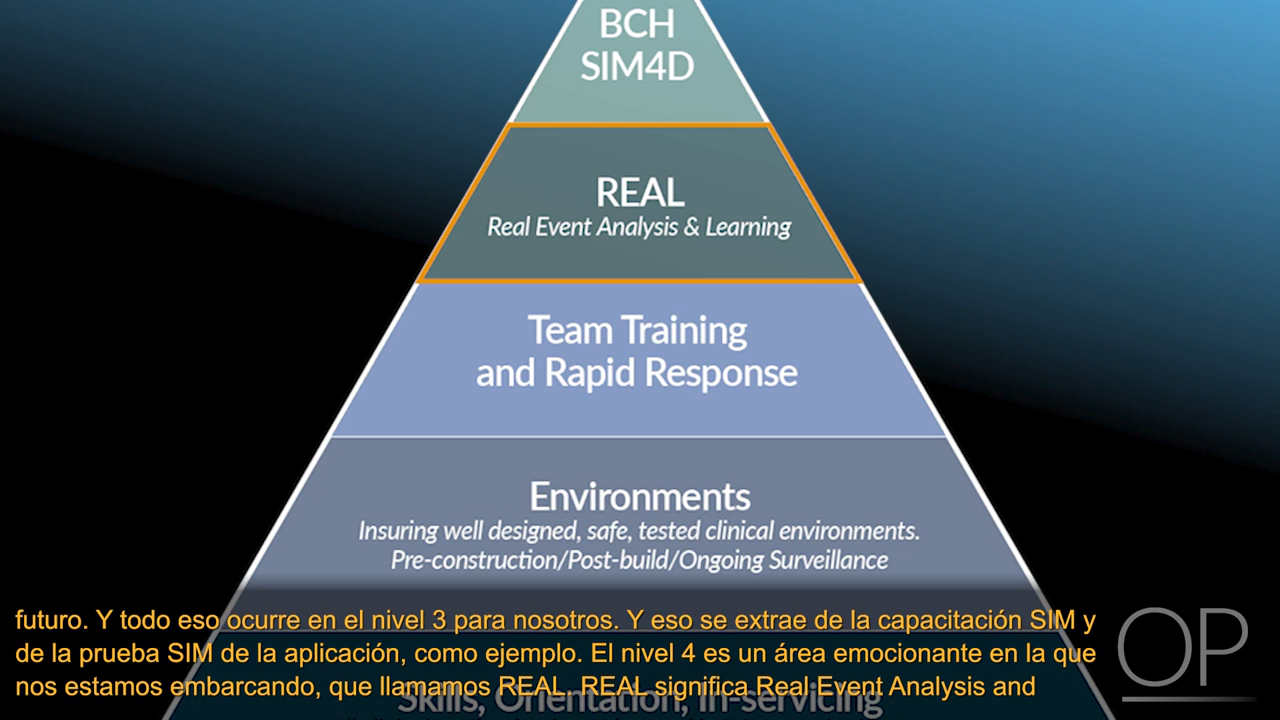 BCH
SIM4D
REAL
Real Event Analysis & Learning
Team Training
and Rapid Response
Environments
Insuring well designed, safe, tested clinical environments.
Pre-construction/Post-build/Ongoing Surveillance
futuro. Y todo eso ocurre en el nivel 3 para nosotros. Y eso se extrae de la capacitación SIM y
de la prueba SIM de la aplicación, como ejemplo. El nivel 4 es un área emocionante en la que
nos estamos embarcando, que llamamos REAL. REAL significa Real Event Analysis and
Skills, Orientation, In-servicing
OP